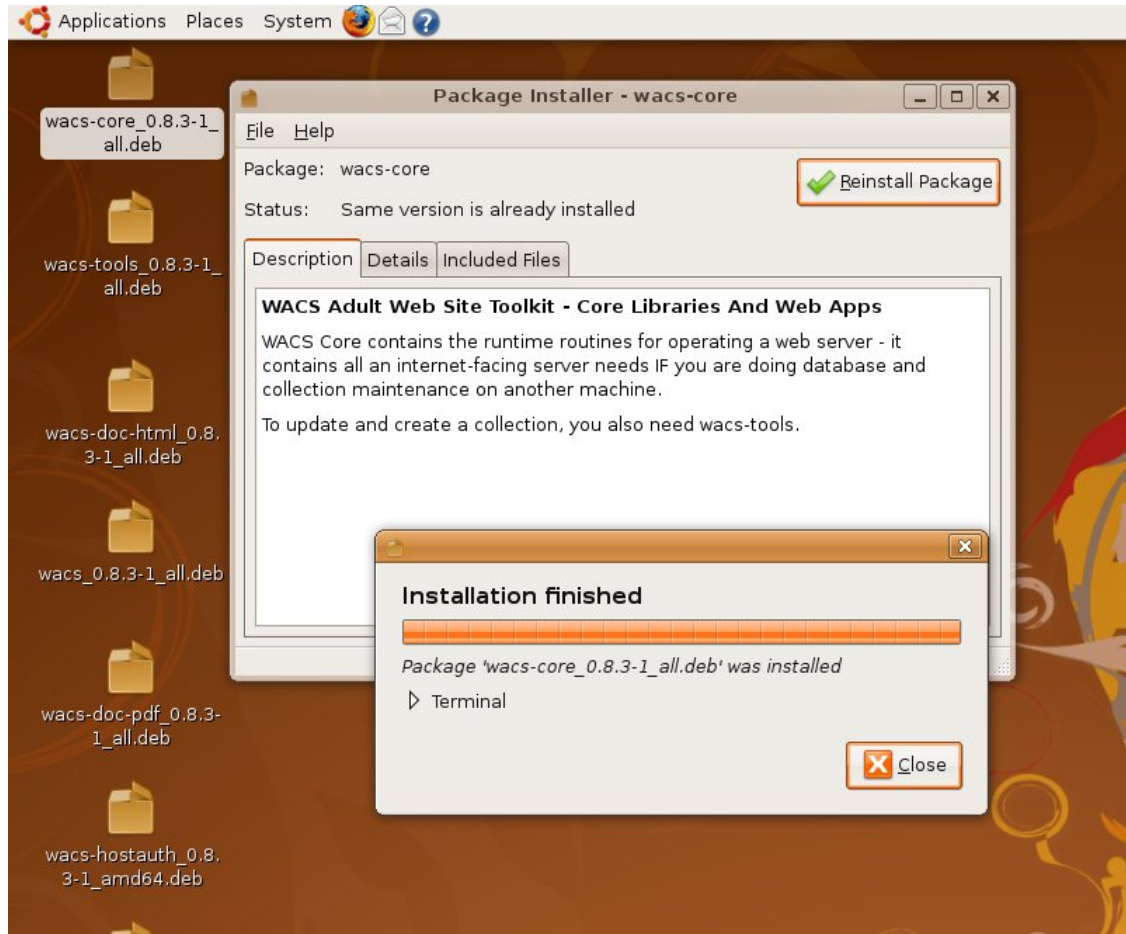 Applications Places System
wacs-core_0.8.3-1_
all.deb
wacs-tools_0.8.3-1_
all.deb
wacs-doc-html_0.8.
3-1_all.deb
wacs_0.8.3-1_all.deb
wacs-doc-pdf_0.8.3-
1_all.deb
wacs-hostauth_0.8.
3-1_amd64.deb
Package Installer - wacs-core
File Help
Package: wacs-core
Reinstall Package
Status: Same version is already installed
Description Details Included Files
WACS Adult Web Site Toolkit - Core Libraries And Web Apps
WACS Core contains the runtime routines for operating a web server - it
contains all an internet-facing server needs IF you are doing database and
collection maintenance on another machine.
To update and create a collection, you also need wacs-tools.
Installation finished
Package 'wacs-core_0.8.3-1_all.deb' was installed
Terminal
Close